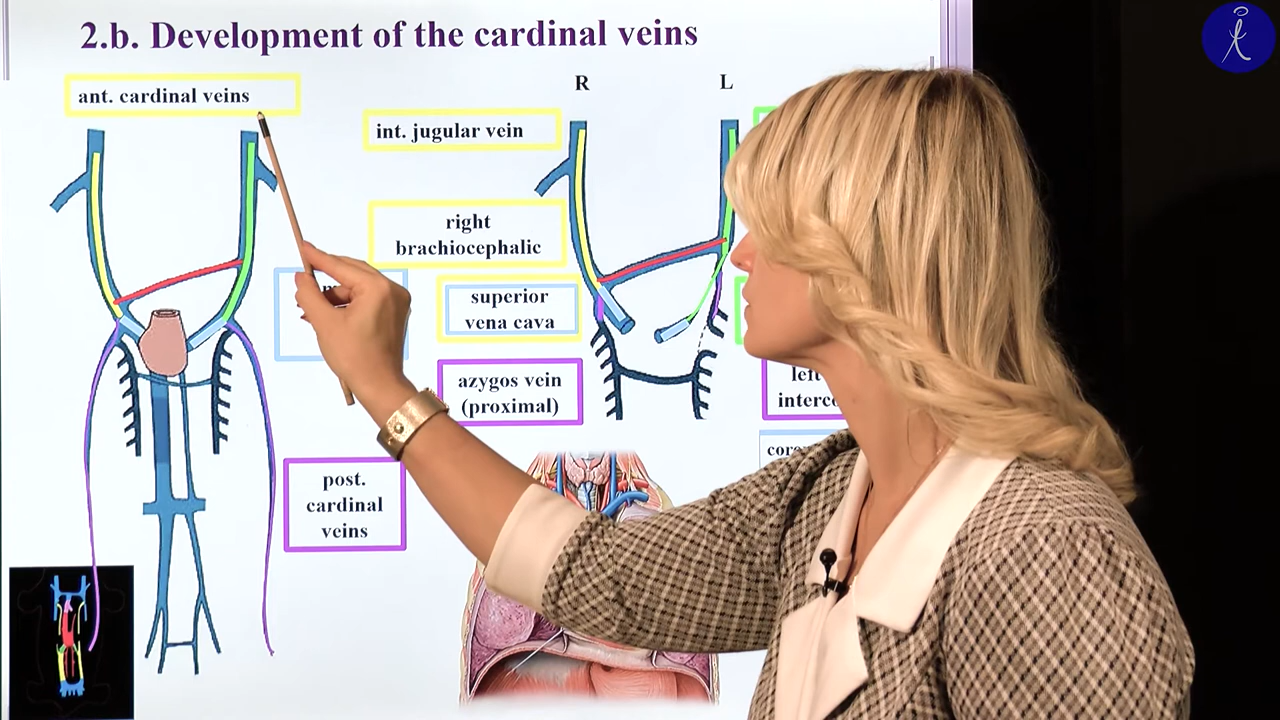 2.b. Development of the cardinal veins
ant. cardinal veins
R
L
int. jugular vein
right
brachiocephalic
superior
vena cava
azygos vein
(proximal)
left
post.
cardinal
veins